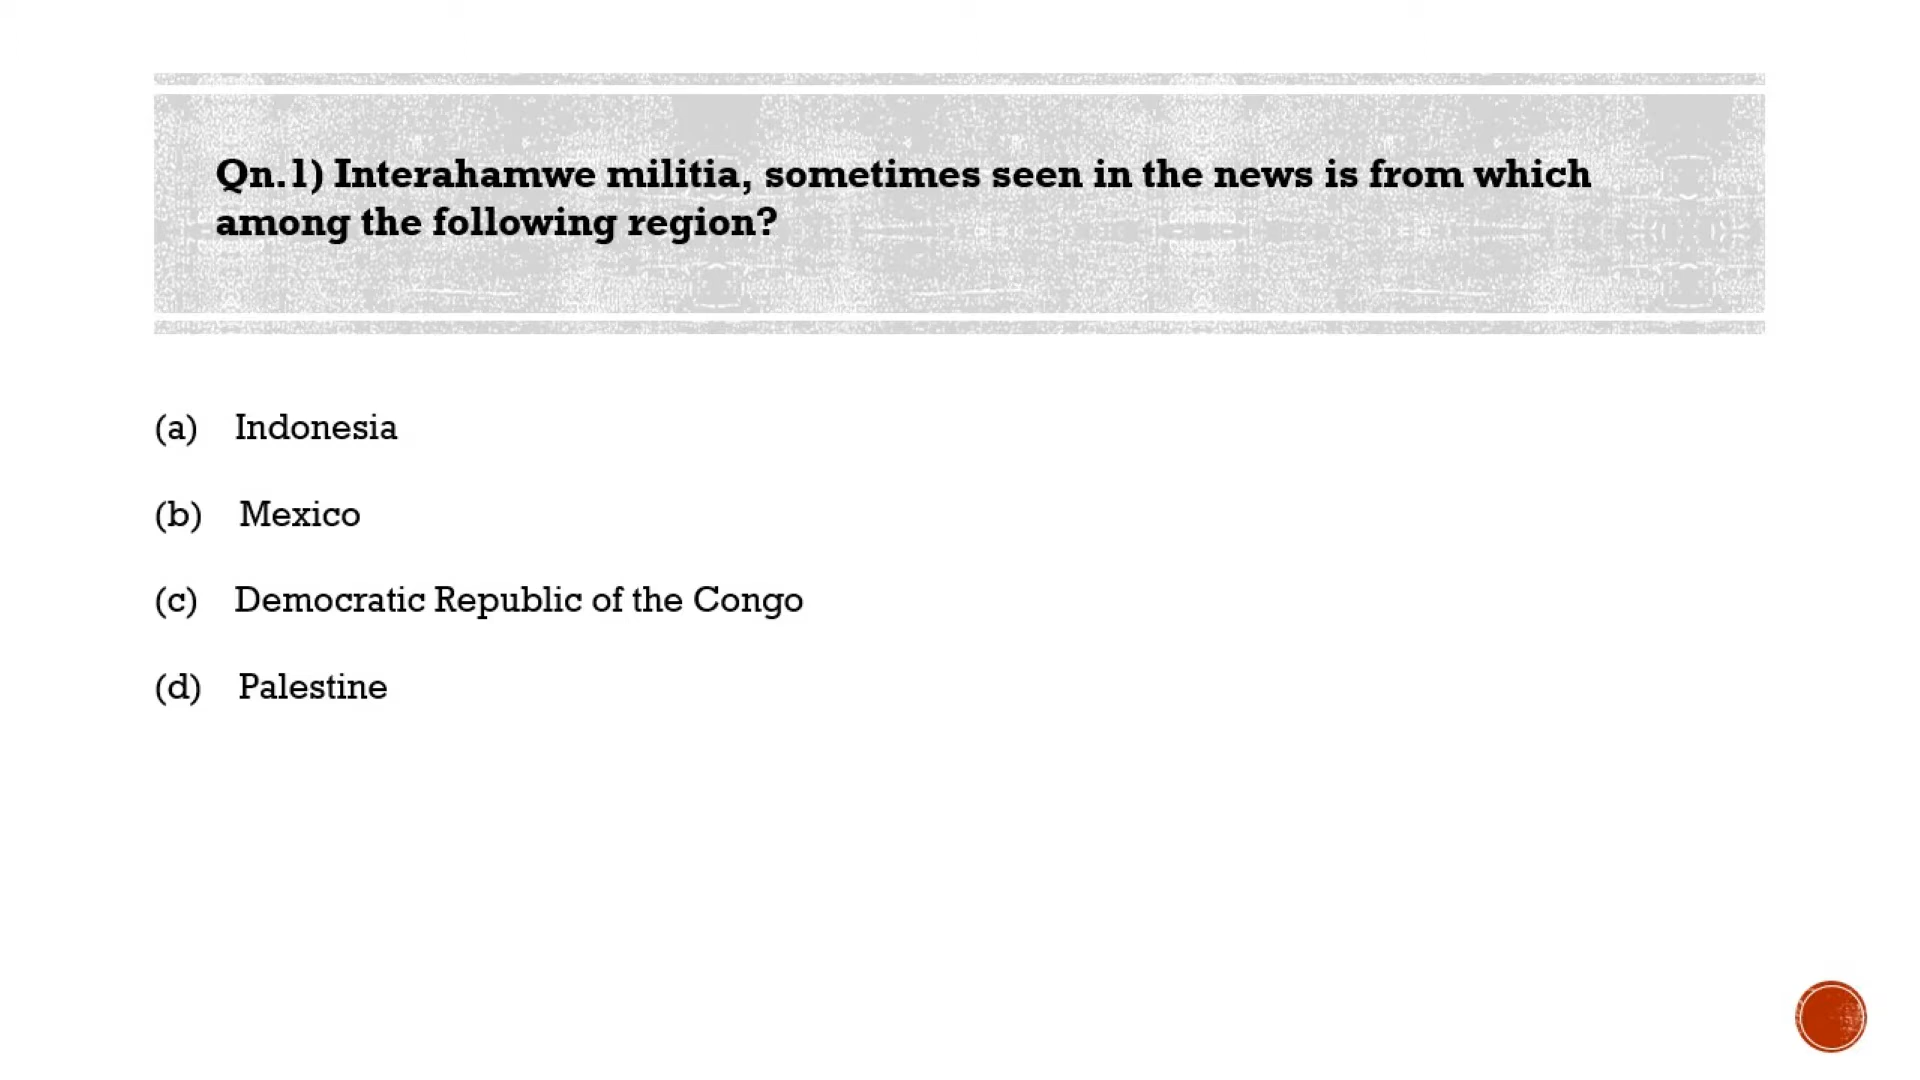 Qn.1) Interahamwe militia, sometimes seen in the news is from which
among the following region?
(a) Indonesia
(b) Mexico
(c) Democratic Republic of the Congo
(d) Palestine